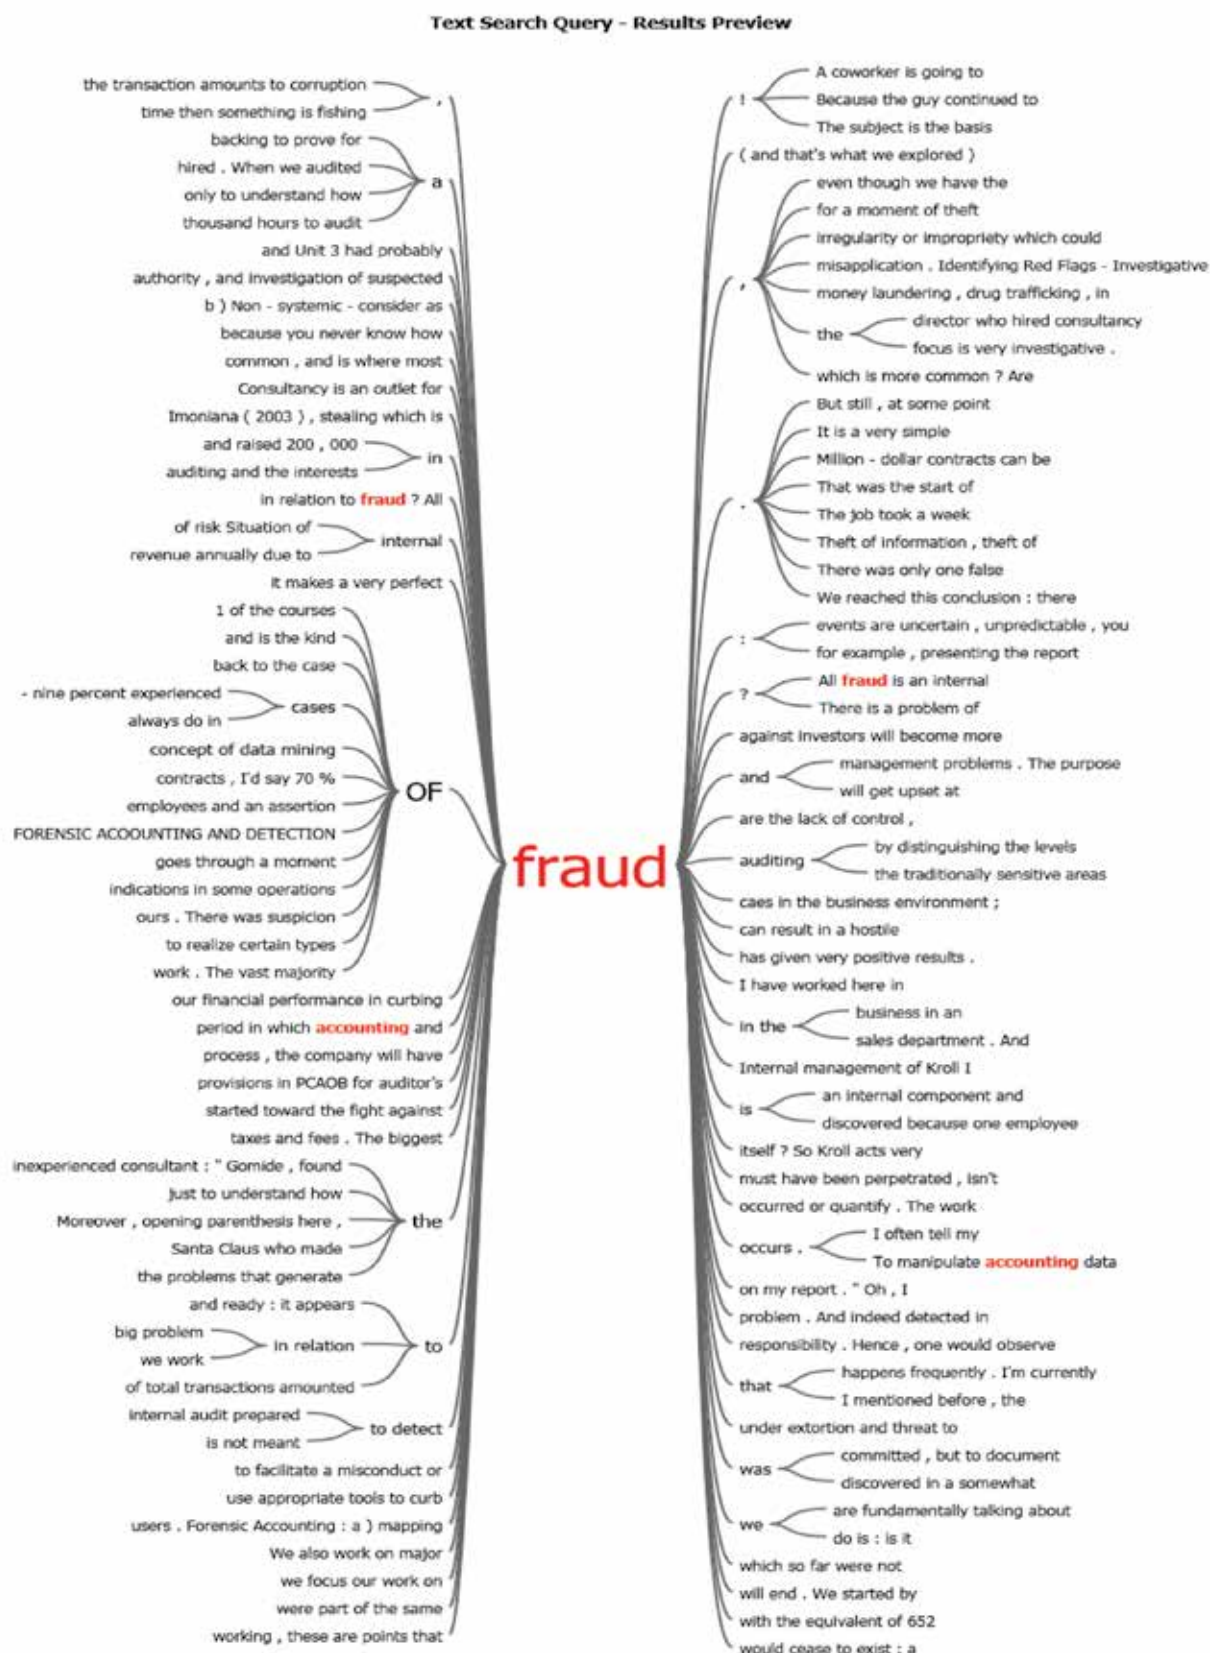 Text Search Query - Results Preview
the transaction amounts to corruption
time then something is fishing
,
backing to prove for
hired . When we audited
only to understand how
thousand hours to audit
a
and Unit 3 had probably
authority , and investigation of suspected
b ) Non - systemic - consider as
because you never know how
common , and is where most
Consultancy is an outlet for
Imoniana ( 2003 ) , stealing which is
and raised 200 , 000
auditing and the interests
in
in relation to fraud ? All
of risk Situation of
revenue annually due to
internal
it makes a very perfect
1 of the courses
and is the kind
back to the case
- nine percent experienced
always do in
cases
concept of data mining
contracts , I'd say 70 %
employees and an assertion
FORENSIC ACOOUNTING AND DETECTION
goes through a moment
indications in some operations
ours . There was suspicion
to realize certain types
work . The vast majority
OF
our financial performance in curbing
period in which accounting and
process , the company will have
provisions in PCAOB for auditor's
started toward the fight against
taxes and fees . The biggest
inexperienced consultant : " Gomide , found
just to understand how
Moreover , opening parenthesis here ,
Santa Claus who made
the problems that generate
the
and ready : it appears
big problem
we work
in relation
of total transactions amounted
to
internal audit prepared
is not meant
to detect
to facilitate a misconduct or
use appropriate tools to curb
users . Forensic Accounting : a ) mapping
We also work on major
we focus our work on
were part of the same
working , these are points that
fraud
!
A coworker is going to
Because the guy continued to
The subject is the basis
( and that's what we explored )
,
even though we have the
for a moment of theft
irregularity or impropriety which could
misapplication . Identifying Red Flags - Investigative
money laundering , drug trafficking , in
the
director who hired consultancy
focus is very investigative .
which is more common ? Are
.
But still , at some point
It is a very simple
Million - dollar contracts can be
That was the start of
The job took a week
Theft of information , theft of
There was only one false
We reached this conclusion : there
:
events are uncertain , unpredictable , you
for example , presenting the report
?
All fraud is an internal
There is a problem of
against investors will become more
and
management problems . The purpose
will get upset at
are the lack of control ,
auditing
by distinguishing the levels
the traditionally sensitive areas
caes in the business environment ;
can result in a hostile
has given very positive results .
I have worked here in
in the
business in an
sales department . And
Internal management of Kroll I
is
an internal component and
discovered because one employee
itself ? So Kroll acts very
must have been perpetrated , isn't
occurred or quantify . The work
occurs .
I often tell my
To manipulate accounting data
on my report . " Oh , I
problem . And indeed detected in
responsibility . Hence , one would observe
that
happens frequently . I'm currently
I mentioned before , the
under extortion and threat to
was
committed , but to document
discovered in a somewhat
we
are fundamentally talking about
do is : is it
which so far were not
will end . We started by
with the equivalent of 652
would cease to exist : a